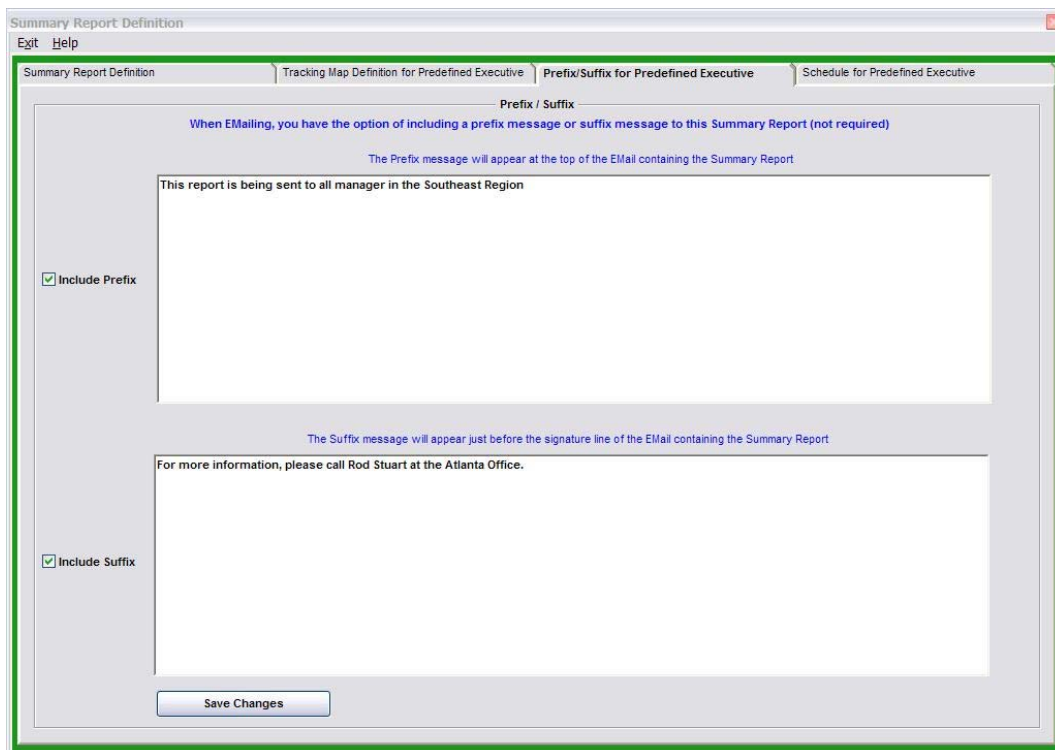 Summary Report Definition
Exit Help
Summary Report Definition
Tracking Map Definition for Predefined Executive
Prefix/Suffix for Predefined Executive
Schedule for Predefined Executive
Prefix / Suffix
When EMailing, you have the option of including a prefix message or suffix message to this Summary Report (not required)
The Prefix message will appear at the top of the EMail containing the Summary Report
This report is being sent to all manager in the Southeast Region
Include Prefix
The Suffix message will appear just before the signature line of the EMail containing the Summary Report
For more information, please call Rod Stuart at the Atlanta Office.
Include Suffix
Save Changes